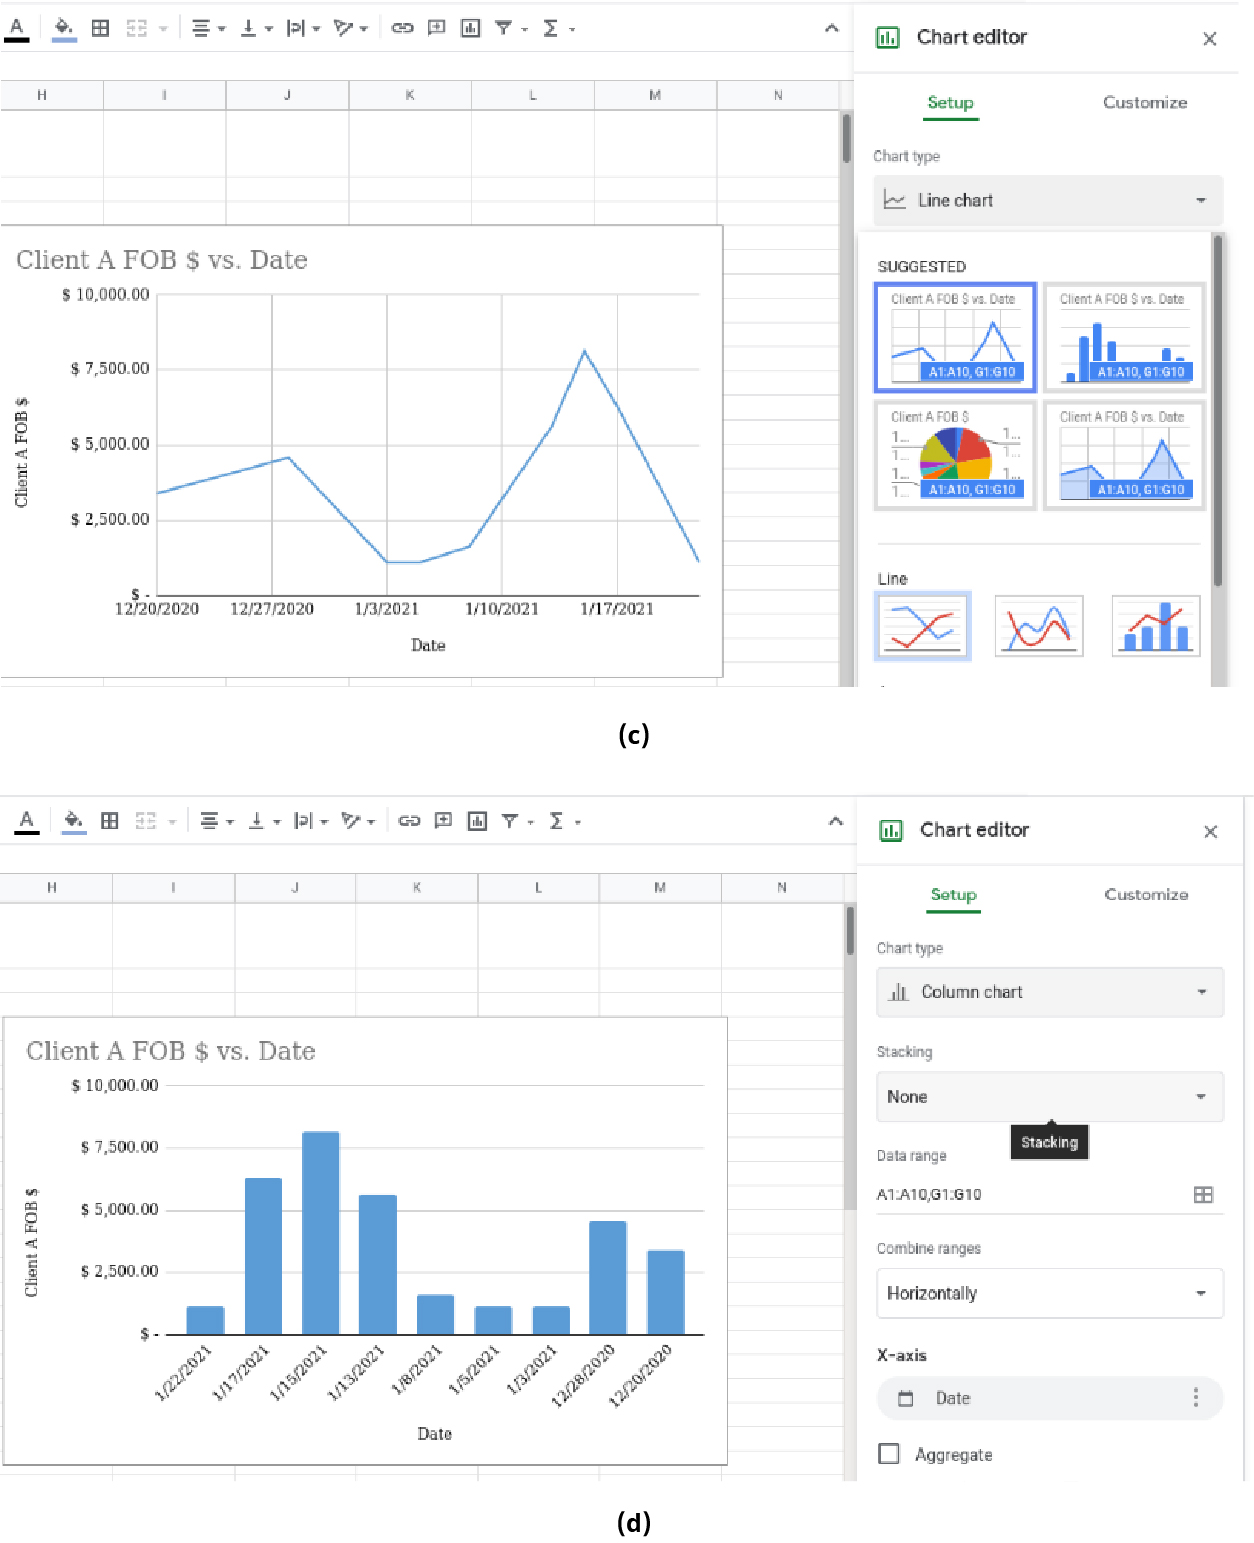 A
H I J K L M N
Chart editor
Setup Customize
Chart type
Line chart
SUGGESTED
Client A FOB $ vs. Date Client A FOB $ vs. Date
A1:A10, G1:G10 A1:A10, G1:G10
Client A FOB $ Client A FOB $ vs. Date
1... 1...
1... 1...
1...
1...
A1:A10, G1:G10 A1:A10, G1:G10
Line
Client A FOB $ vs. Date
$ 10,000.00
$ 7,500.00
$ 5,000.00
$ 2,500.00
$ -
Client A FOB $
12/20/2020 12/27/2020 1/3/2021 1/10/2021 1/17/2021
Date
(c)
A
H I J K L M N
Chart editor
Setup Customize
Chart type
Column chart
Stacking
None
Stacking
Data range
A1:A10,G1:G10
Combine ranges
Horizontally
X-axis
Date
Aggregate
Client A FOB $ vs. Date
$ 10,000.00
$ 7,500.00
$ 5,000.00
$ 2,500.00
$ -
Client A FOB $
1/22/2021 1/17/2021 1/15/2021 1/13/2021 1/8/2021 1/5/2021 1/3/2021 12/28/2020 12/20/2020
Date
(d)